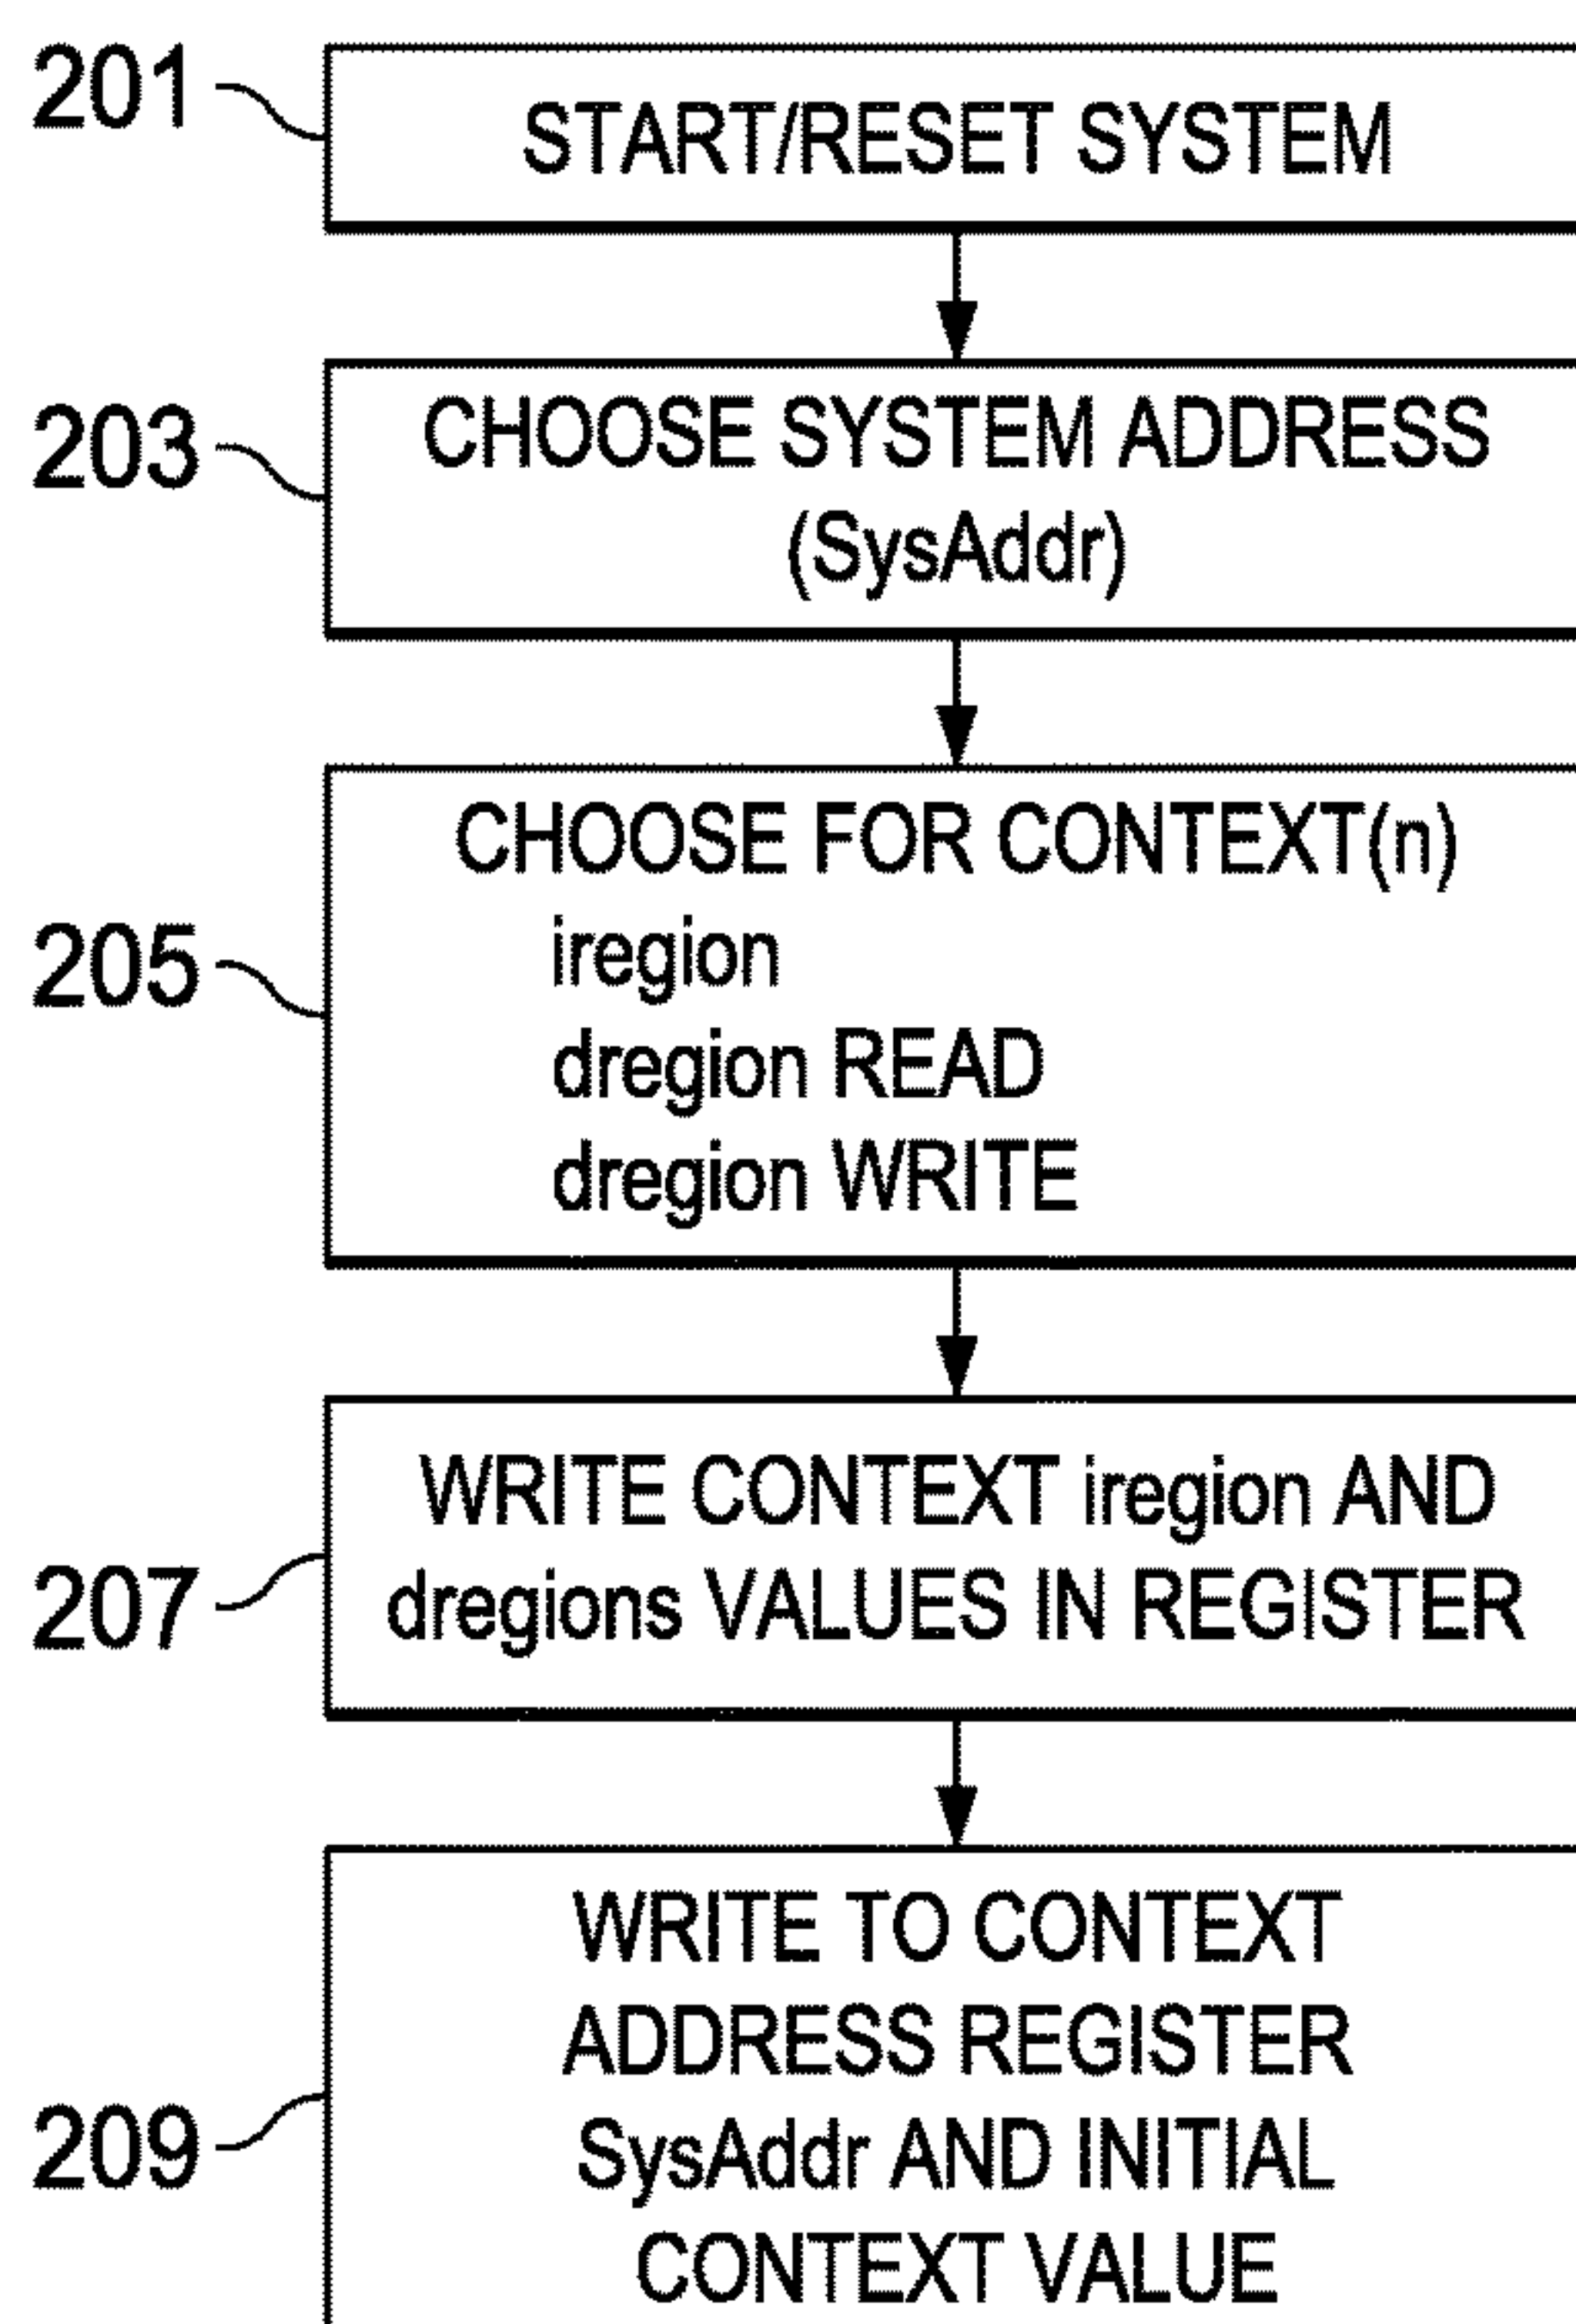 201
START/RESET SYSTEM
203
CHOOSE SYSTEM ADDRESS
(SysAddr)
205
CHOOSE FOR CONTEXT(n)
iregion
dregion READ
dregion WRITE
207
WRITE CONTEXT iregion AND
dregions VALUES IN REGISTER
209
WRITE TO CONTEXT
ADDRESS REGISTER
SysAddr AND INITIAL
CONTEXT VALUE